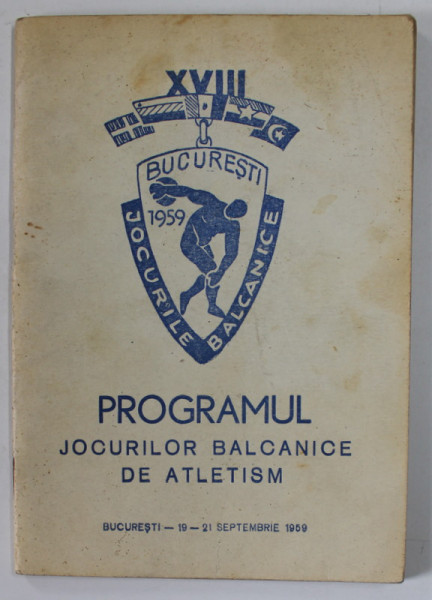 XVIII
BUCUREȘTI
1959
JOCURILE BALCANICE
PROGRAMUL
JOCURILOR BALCANICE
DE ATLETISM
BUCUREȘTI — 19 — 21 SEPTEMBRIE 1959